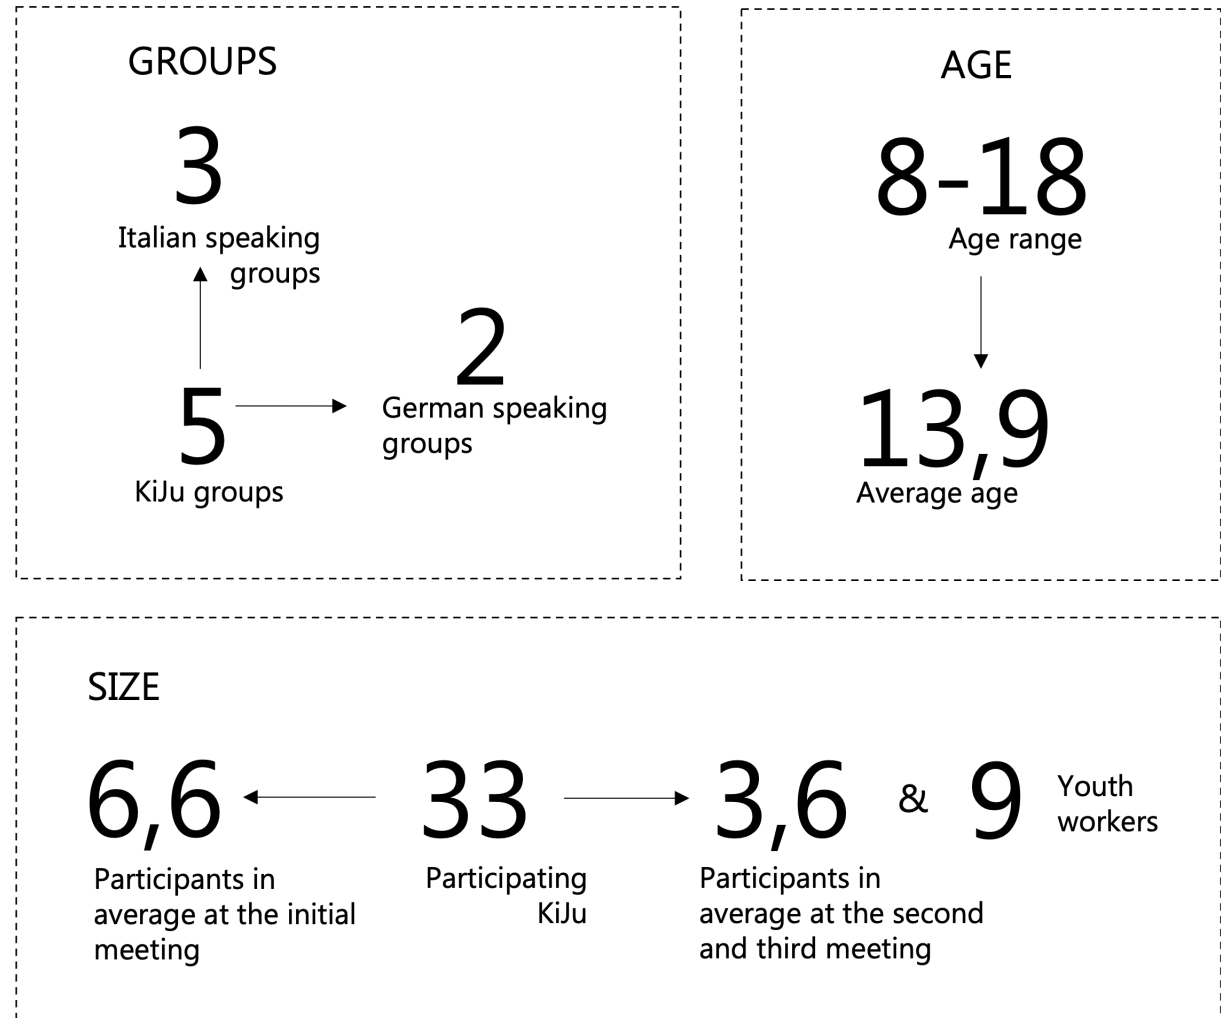 GROUPS
3
Italian speaking
groups
2
German speaking
groups
5
KiJu groups
AGE
8-18
Age range
13,9
Average age
SIZE
6,6
Participants in
average at the initial
meeting
33
Participating
KiJu
3,6
Participants in
average at the second
and third meeting
&
9
Youth
workers